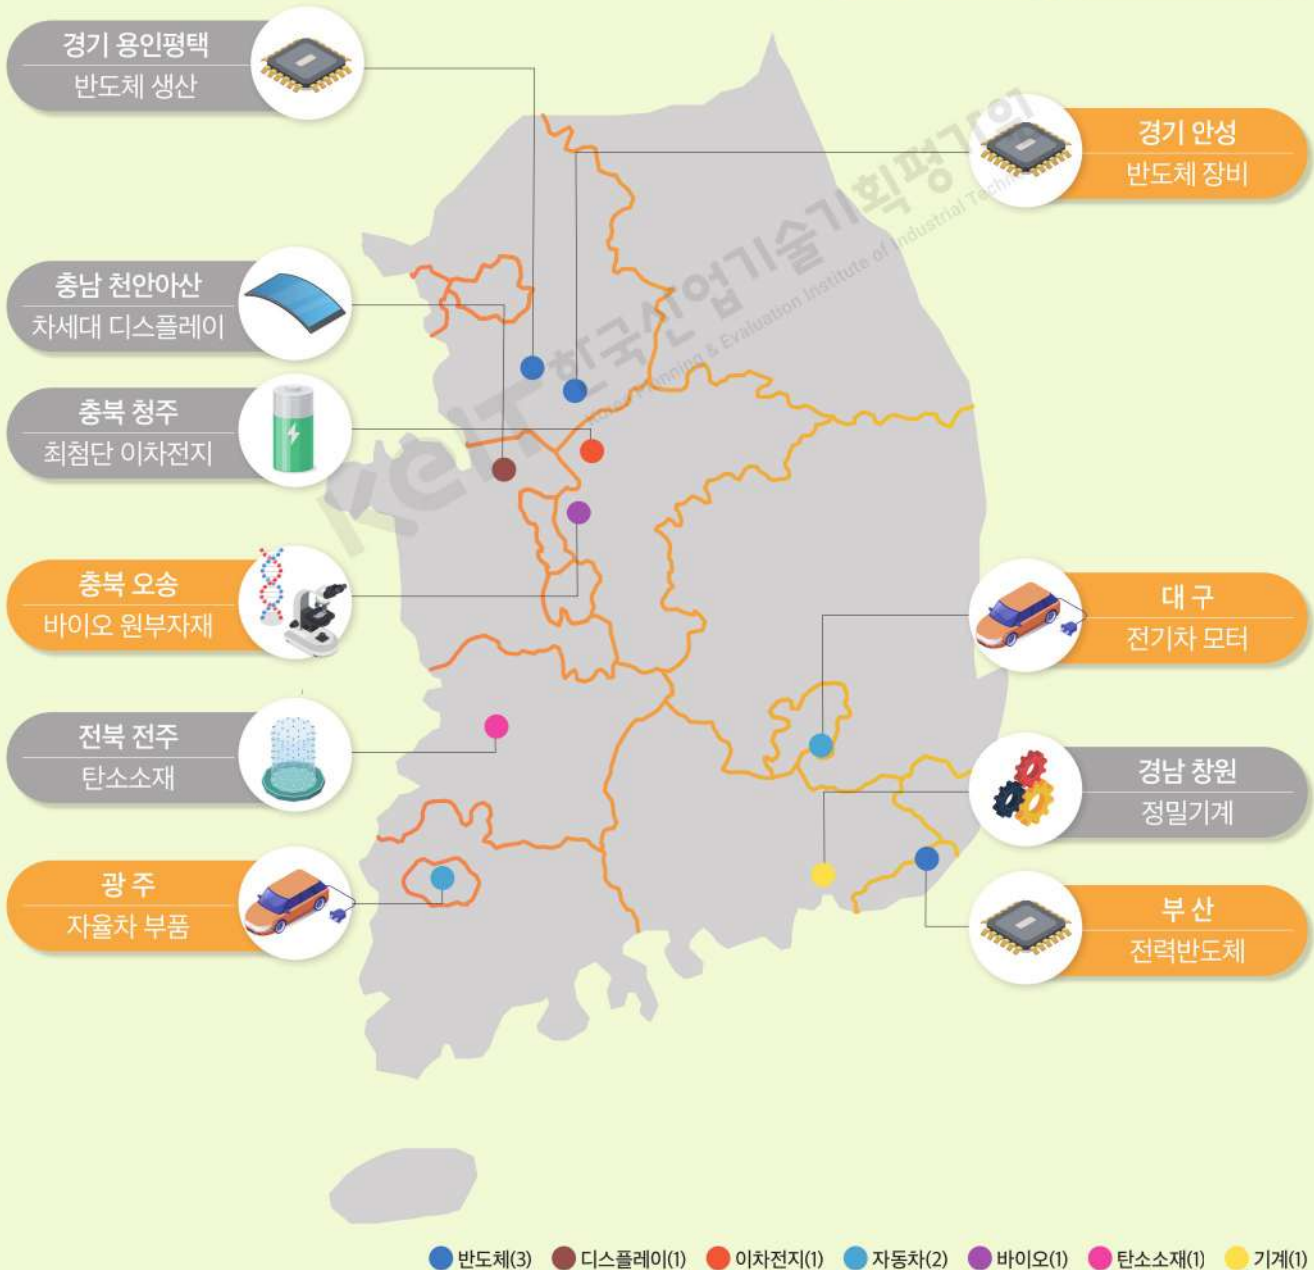 경기 용인평택
반도체 생산
경기 안성
반도체 장비
충남 천안아산
차세대 디스플레이
충북 청주
최첨단 이차전지
충북 오송
바이오 원부자재
대 구
전기차 모터
전북 전주
탄소소재
경남 창원
정밀기계
광 주
자율차 부품
부 산
전력반도체
keit 한국산업기술기획평가원
Korea Planning & Evaluation Institute of Industrial
반도체(3) 디스플레이(1) 이차전지(1) 자동차(2) 바이오(1) 탄소소재(1) 기계(1)